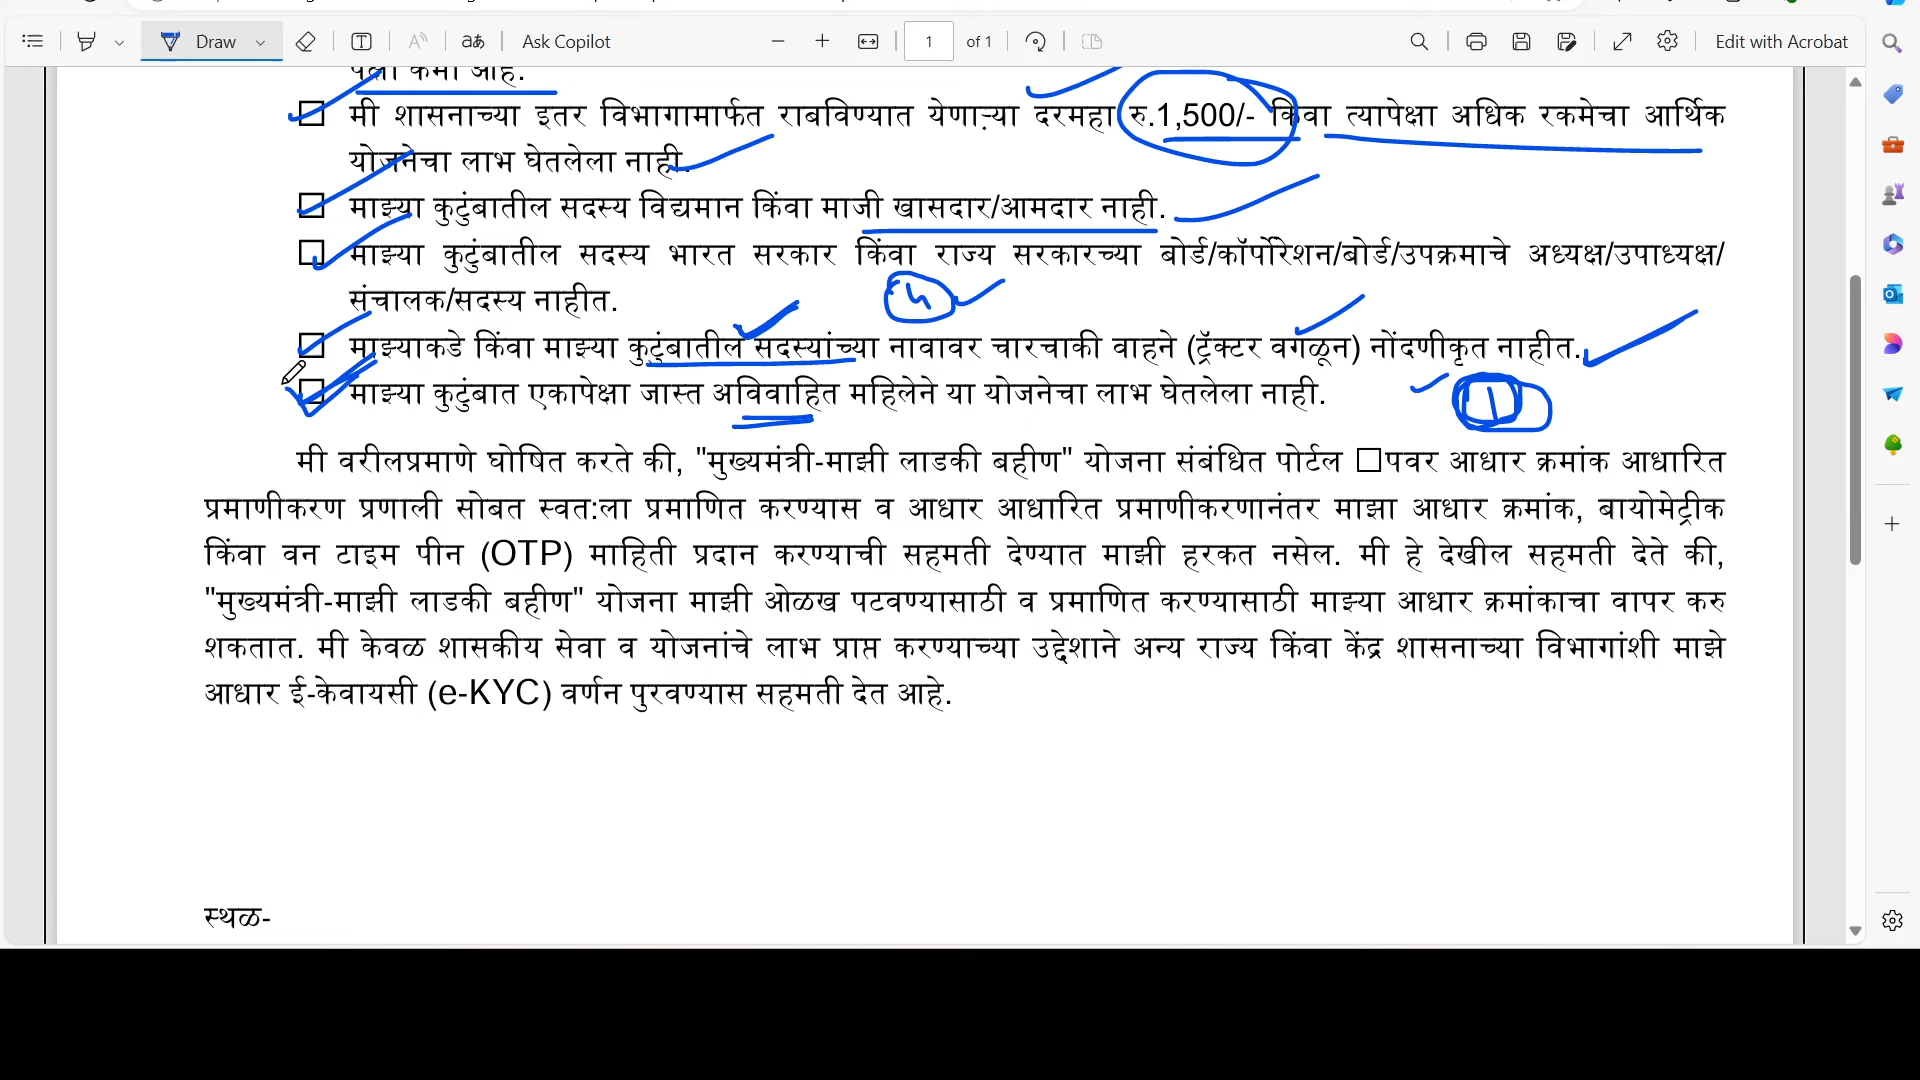 Draw
aあ
Ask Copilot
1
of 1
Edit with Acrobat
मी शासनाच्या इतर विभागामार्फत राबविण्यात येणाऱ्या दरमहा रु.1,500/- किंवा त्यापेक्षा अधिक रकमेचा आर्थिक
योजनेचा लाभ घेतलेला नाही.
माझ्या कुटुंबातील सदस्य विद्यमान किंवा माजी खासदार/आमदार नाही.
माझ्या कुटुंबातील सदस्य भारत सरकार किंवा राज्य सरकारच्या बोर्ड/कॉर्पोरेशन/बोर्ड/उपक्रमाचे अध्यक्ष/उपाध्यक्ष/
संचालक/सदस्य नाहीत.
माझ्याकडे किंवा माझ्या कुटुंबातील सदस्यांच्या नावावर चारचाकी वाहने (ट्रॅक्टर वगळून) नोंदणीकृत नाहीत.
माझ्या कुटुंबात एकापेक्षा जास्त अविवाहित महिलेने या योजनेचा लाभ घेतलेला नाही.
1
मी वरीलप्रमाणे घोषित करते की, "मुख्यमंत्री-माझी लाडकी बहीण" योजना संबंधित पोर्टल □पवर आधार क्रमांक आधारित
प्रमाणीकरण प्रणाली सोबत स्वत:ला प्रमाणित करण्यास व आधार आधारित प्रमाणीकरणानंतर माझा आधार क्रमांक, बायोमेट्रीक
किंवा वन टाइम पीन (OTP) माहिती प्रदान करण्याची सहमती देण्यात माझी हरकत नसेल. मी हे देखील सहमती देते की,
"मुख्यमंत्री-माझी लाडकी बहीण" योजना माझी ओळख पटवण्यासाठी व प्रमाणित करण्यासाठी माझ्या आधार क्रमांकाचा वापर करु
शकतात. मी केवळ शासकीय सेवा व योजनांचे लाभ प्राप्त करण्याच्या उद्देशाने अन्य राज्य किंवा केंद्र शासनाच्या विभागांशी माझे
आधार ई-केवायसी (e-KYC) वर्णन पुरवण्यास सहमती देत आहे.
स्थळ-